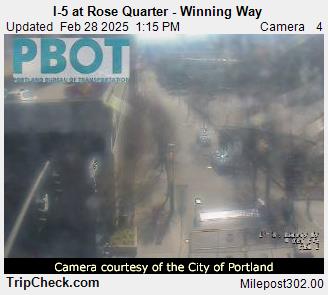 I-5 at Rose Quarter - Winning Way
Updated Feb 28 2025 1:15 PM Camera 4
PBOT
PORTLAND BUREAU OF TRANSPORTATION
Camera courtesy of the City of Portland
TripCheck.com Milepost302.00